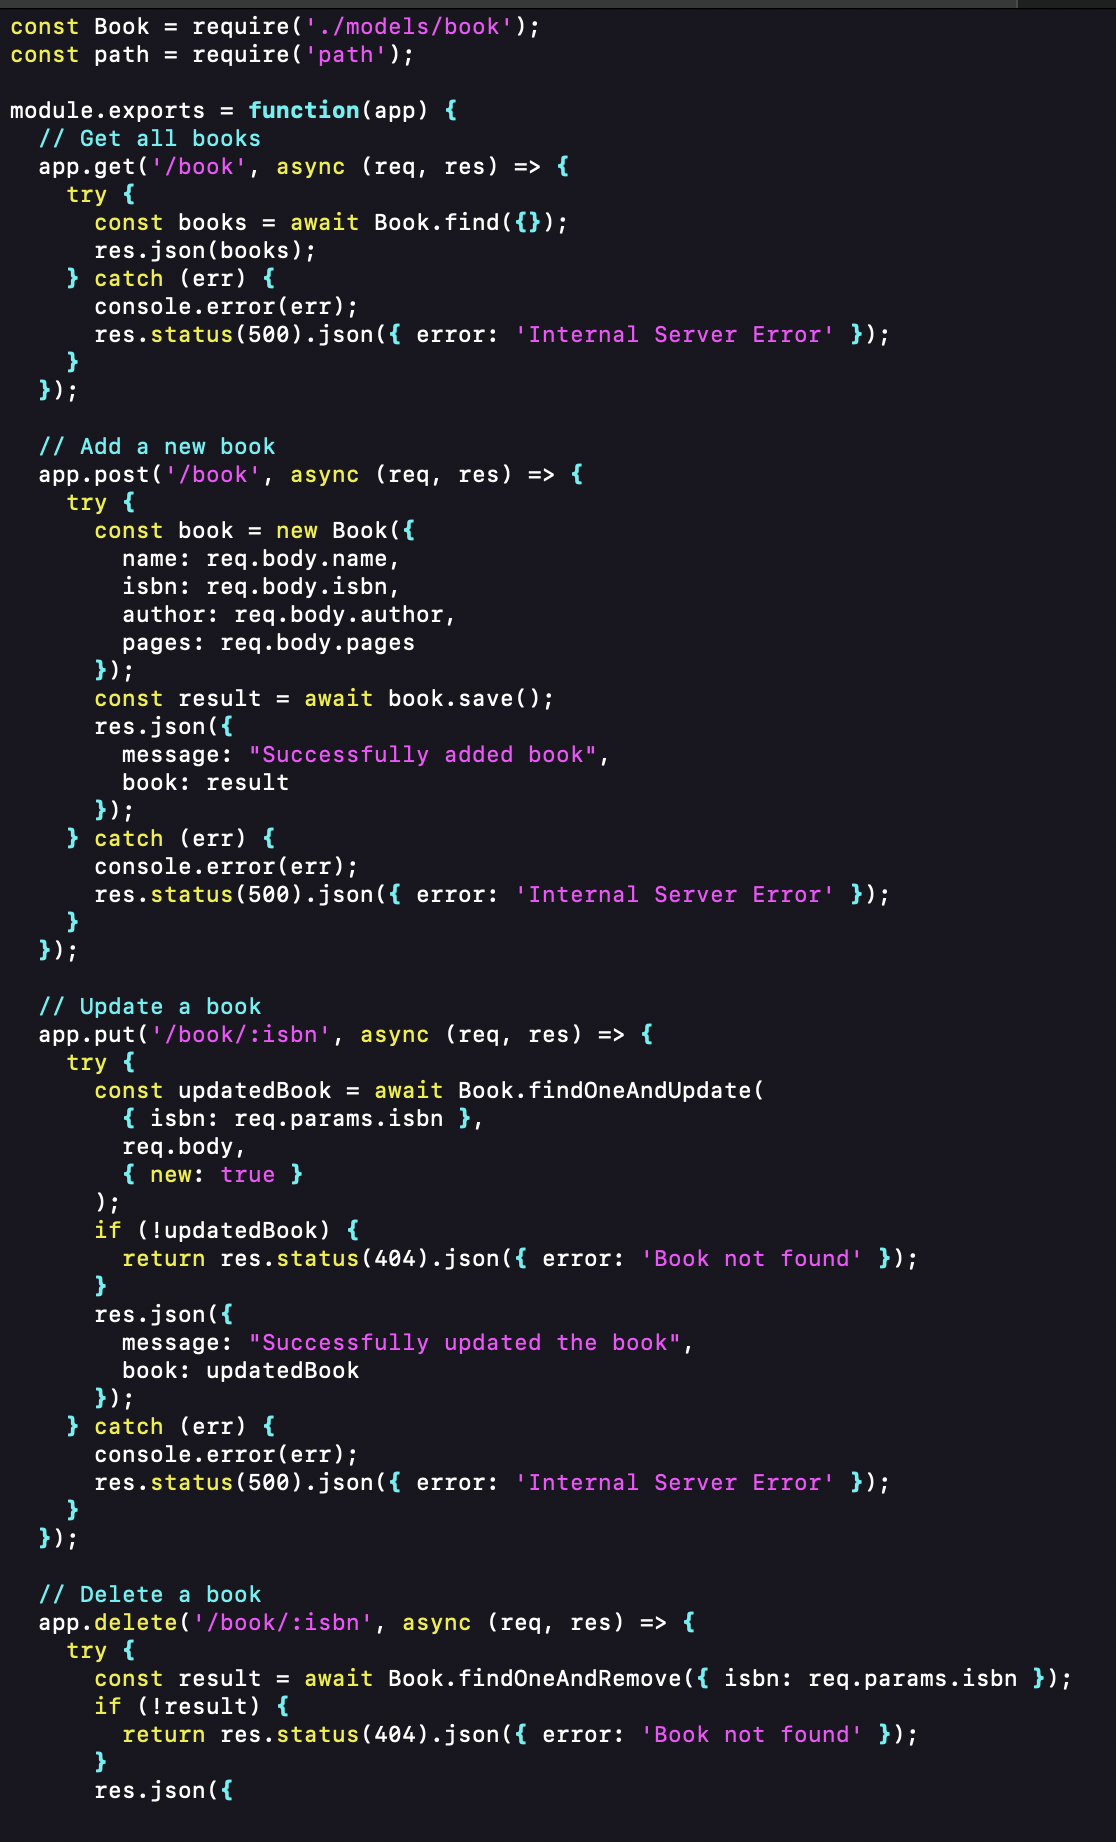 const Book = require('./models/book');
const path = require('path');

module.exports = function(app) {
  // Get all books
  app.get('/book', async (req, res) => {
    try {
      const books = await Book.find({});
      res.json(books);
    } catch (err) {
      console.error(err);
      res.status(500).json({ error: 'Internal Server Error' });
    }
  });

  // Add a new book
  app.post('/book', async (req, res) => {
    try {
      const book = new Book({
        name: req.body.name,
        isbn: req.body.isbn,
        author: req.body.author,
        pages: req.body.pages
      });
      const result = await book.save();
      res.json({
        message: "Successfully added book",
        book: result
      });
    } catch (err) {
      console.error(err);
      res.status(500).json({ error: 'Internal Server Error' });
    }
  });

  // Update a book
  app.put('/book/:isbn', async (req, res) => {
    try {
      const updatedBook = await Book.findOneAndUpdate(
        { isbn: req.params.isbn },
        req.body,
        { new: true }
      );
      if (!updatedBook) {
        return res.status(404).json({ error: 'Book not found' });
      }
      res.json({
        message: "Successfully updated the book",
        book: updatedBook
      });
    } catch (err) {
      console.error(err);
      res.status(500).json({ error: 'Internal Server Error' });
    }
  });

  // Delete a book
  app.delete('/book/:isbn', async (req, res) => {
    try {
      const result = await Book.findOneAndRemove({ isbn: req.params.isbn });
      if (!result) {
        return res.status(404).json({ error: 'Book not found' });
      }
      res.json({